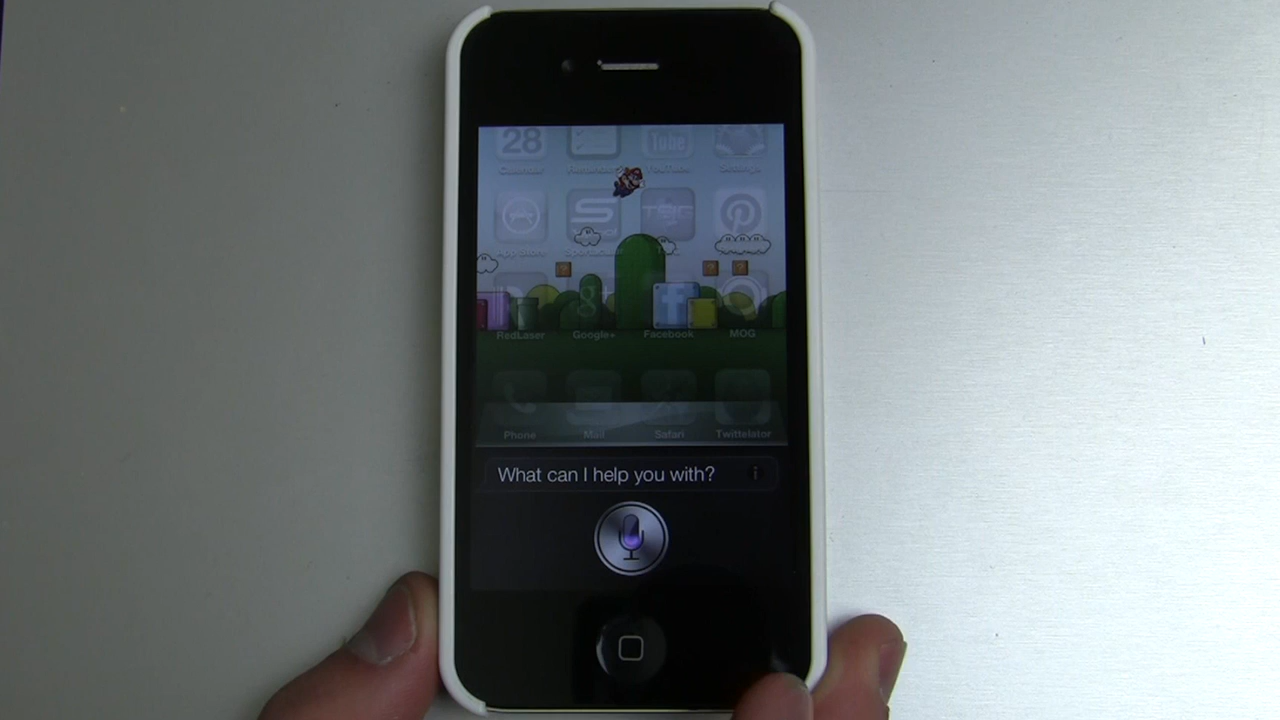 28
Tube
Calendar
YouTube
Settings
App Store
RedLaser
Google+
Facebook
MOG
Phone
Mail
Safari
Twittelator
What can I help you with?